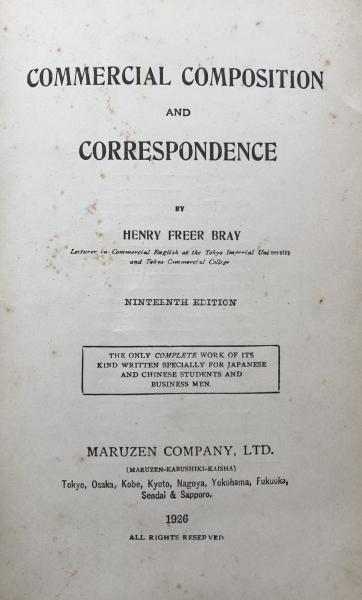 COMMERCIAL COMPOSITION
AND
CORRESPONDENCE
BY
HENRY FREER BRAY
Lecturer in Commercial English at the Tokyo Imperial University
and Tokyo Commercial College
NINTEENTH EDITION
THE ONLY COMPLETE WORK OF ITS
KIND WRITTEN SPECIALLY FOR JAPANESE
AND CHINESE STUDENTS AND
BUSINESS MEN.
MARUZEN COMPANY, LTD.
(MARUZEN-KABUSHIKI-KAISHA)
Tokyo, Osaka, Kobe, Kyoto, Nagoya, Yokohama, Fukuoka,
Sendai & Sapporo.
1926
ALL RIGHTS RESERVED